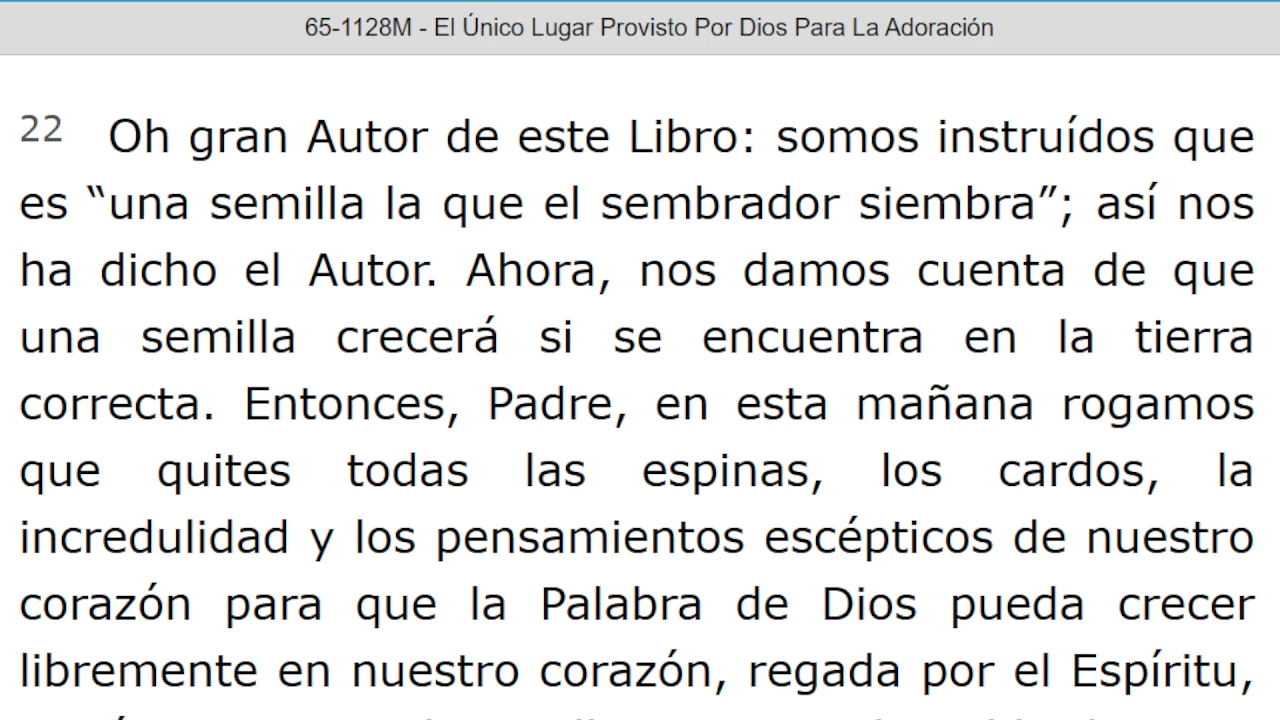 65-1128M - El Único Lugar Provisto Por Dios Para La Adoración
22 Oh gran Autor de este Libro: somos instruídos que
es “una semilla la que el sembrador siembra”; así nos
ha dicho el Autor. Ahora, nos damos cuenta de que
una semilla crecerá si se encuentra en la tierra
correcta. Entonces, Padre, en esta mañana rogamos
que quites todas las espinas, los cardos, la
incredulidad y los pensamientos escépticos de nuestro
corazón para que la Palabra de Dios pueda crecer
libremente en nuestro corazón, regada por el Espíritu,